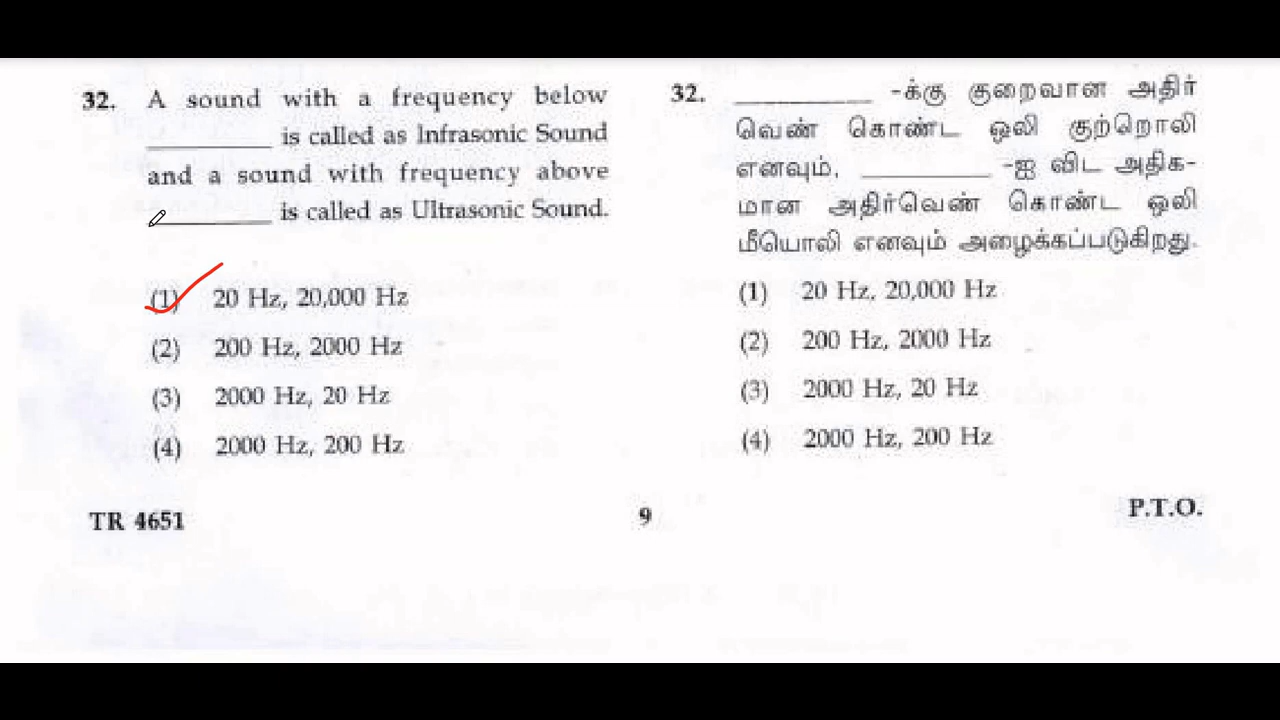 32. A sound with a frequency below
__________ is called as Infrasonic Sound
and a sound with frequency above
__________ is called as Ultrasonic Sound.
(1) 20 Hz, 20,000 Hz
(2) 200 Hz, 2000 Hz
(3) 2000 Hz, 20 Hz
(4) 2000 Hz, 200 Hz
32. __________ -க்கு குறைவான அதிர்
வெண் கொண்ட ஒலி குற்றொலி
எனவும், __________ -ஐ விட அதிக-
மான அதிர்வெண் கொண்ட ஒலி
மீயொலி எனவும் அழைக்கப்படுகிறது.
(1) 20 Hz, 20,000 Hz
(2) 200 Hz, 2000 Hz
(3) 2000 Hz, 20 Hz
(4) 2000 Hz, 200 Hz
TR 4651 9 P.T.O.